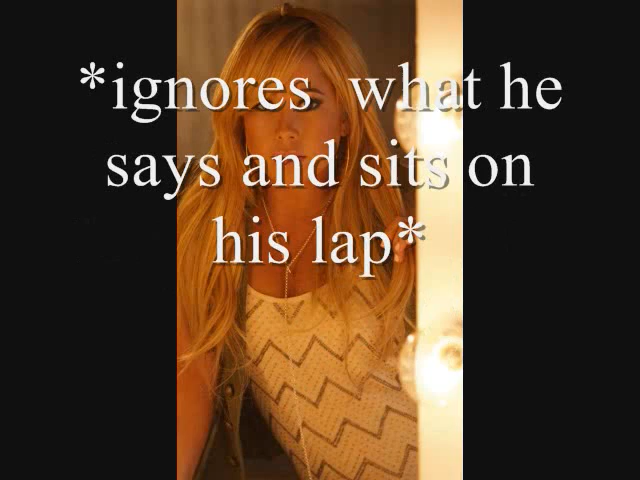 *ignores  what he
says and sits on
his lap*